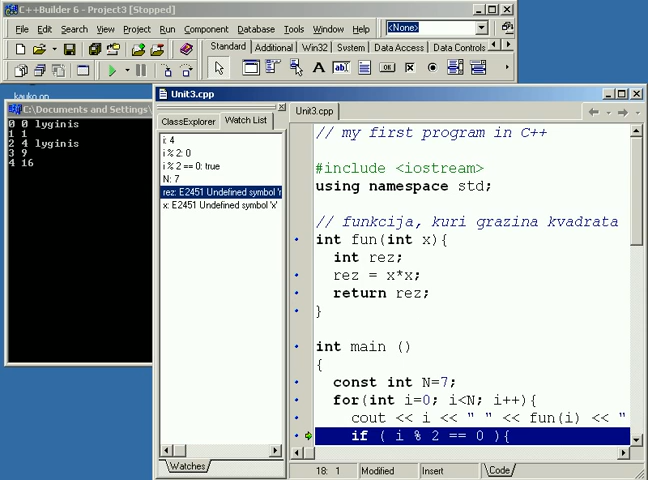 C++Builder 6 - Project3 [Stopped]
File Edit Search View Project Run Component Database Tools Window Help
<None>
Standard Additional Win32 System Data Access Data Controls
C:\Documents and Settings\
0 0 lyginis
1 1
2 4 lyginis
3 9
4 16
Unit3.cpp
ClassExplorer Watch List
i: 4
i % 2: 0
i % 2 == 0: true
N: 7
rez: E2451 Undefined symbol 'r
x: E2451 Undefined symbol 'x'
Watches
Unit3.cpp
// my first program in C++
#include <iostream>
using namespace std;
// funkcija, kuri grazina kvadrata
int fun(int x){
int rez;
rez = x*x;
return rez;
}
int main ()
{
const int N=7;
for(int i=0; i<N; i++){
cout << i << " " << fun(i) << "
if ( i % 2 == 0 ){
18: 1 Modified Insert Code